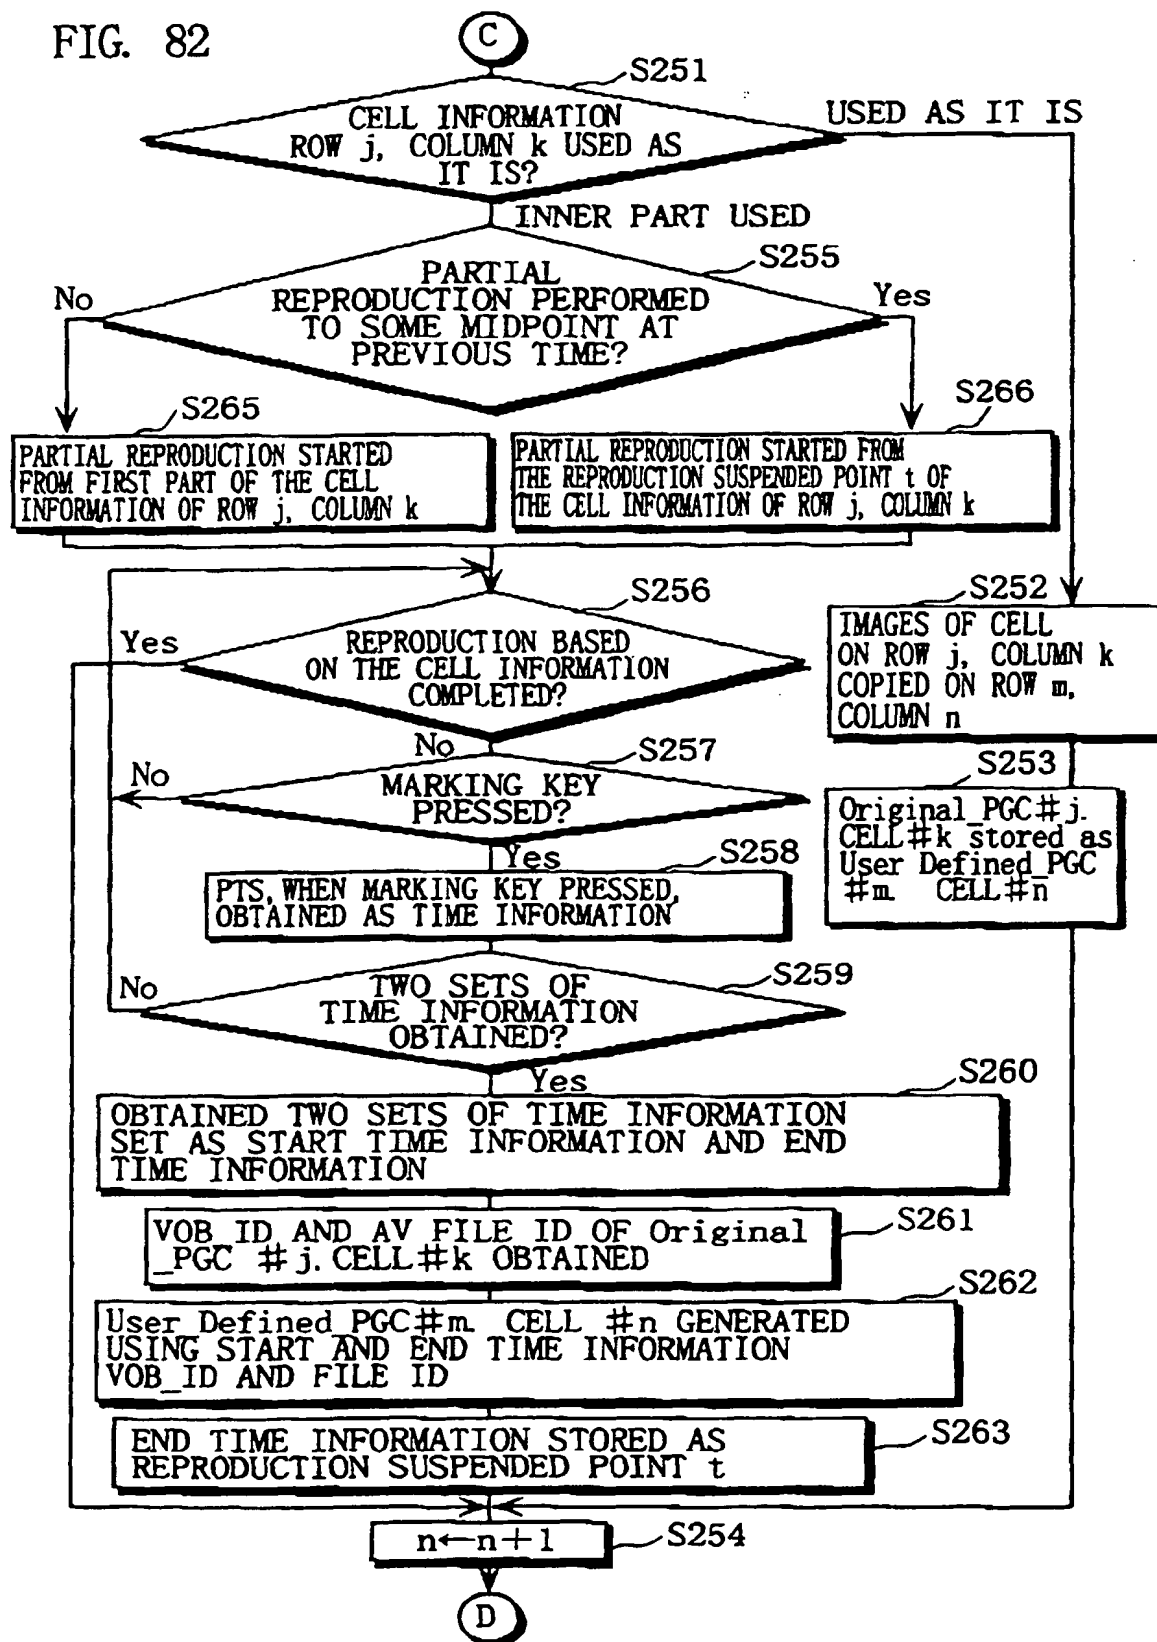 FIG. 82
C
S251
CELL INFORMATION
ROW j, COLUMN k USED AS
IT IS?
USED AS IT IS
INNER PART USED
S255
PARTIAL
REPRODUCTION PERFORMED
TO SOME MIDPOINT AT
PREVIOUS TIME?
No
Yes
S265
PARTIAL REPRODUCTION STARTED
FROM FIRST PART OF THE CELL
INFORMATION OF ROW j, COLUMN k
S266
PARTIAL REPRODUCTION STARTED FROM
THE REPRODUCTION SUSPENDED POINT t OF
THE CELL INFORMATION OF ROW j, COLUMN k
S256
Yes
REPRODUCTION BASED
ON THE CELL INFORMATION
COMPLETED?
No
S252
IMAGES OF CELL
ON ROW j, COLUMN k
COPIED ON ROW m,
COLUMN n
S257
No
MARKING KEY
PRESSED?
Yes
S253
Original_PGC#j.
CELL#k stored as
User Defined_PGC
#m. CELL#n
S258
PTS, WHEN MARKING KEY PRESSED,
OBTAINED AS TIME INFORMATION
S259
No
TWO SETS OF
TIME INFORMATION
OBTAINED?
Yes
S260
OBTAINED TWO SETS OF TIME INFORMATION
SET AS START TIME INFORMATION AND END
TIME INFORMATION
S261
VOB_ID AND AV FILE ID OF Original
_PGC #j. CELL#k OBTAINED
S262
User Defined_PGC#m. CELL #n GENERATED
USING START AND END TIME INFORMATION
VOB_ID AND FILE ID
S263
END TIME INFORMATION STORED AS
REPRODUCTION SUSPENDED POINT t
S254
n←n+1
D